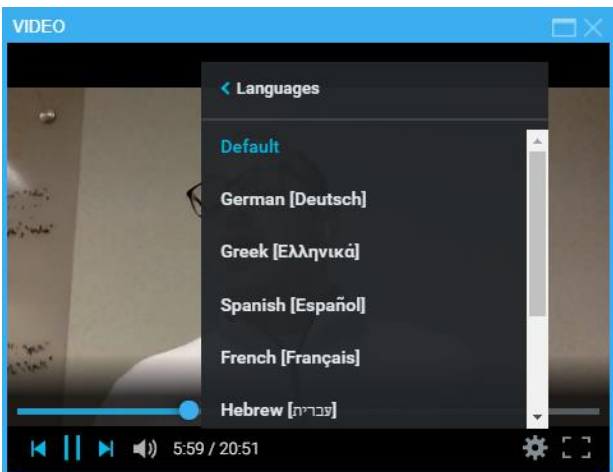 VIDEO
Languages
Default
German [Deutsch]
Greek [Ελληνικά]
Spanish [Español]
French [Français]
Hebrew [עברית]
5:59 / 20:51